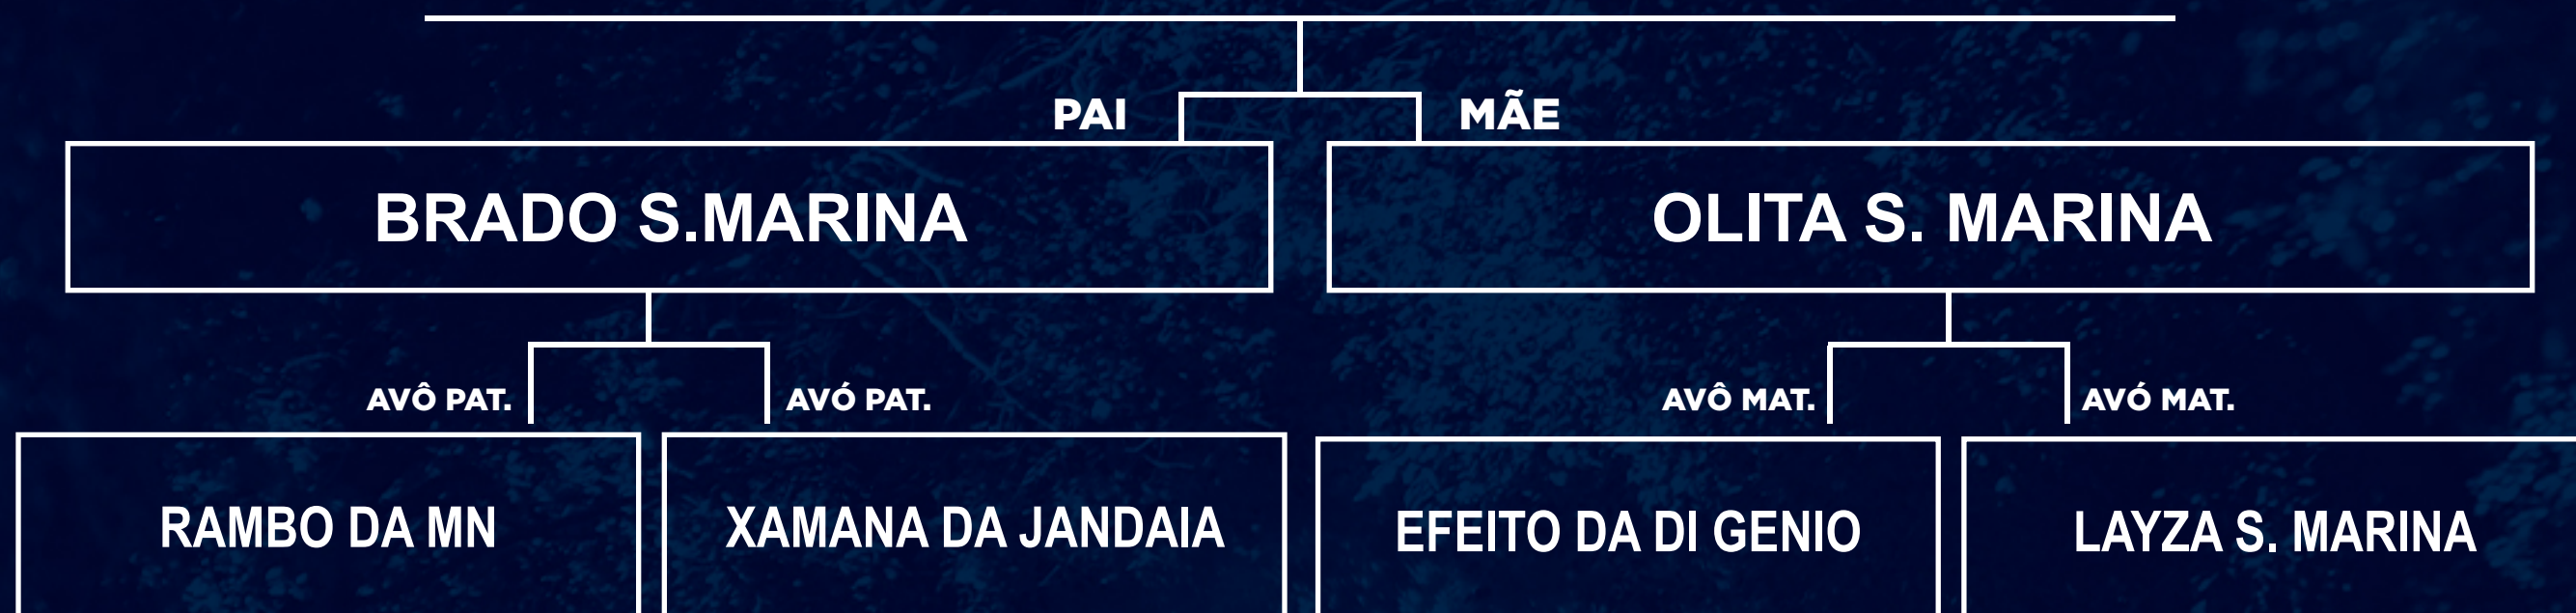 PAI
MÃE
BRADO S.MARINA
OLITA S. MARINA
AVÔ PAT.
AVÓ PAT.
AVÔ MAT.
AVÓ MAT.
RAMBO DA MN
XAMANA DA JANDAIA
EFEITO DA DI GENIO
LAYZA S. MARINA